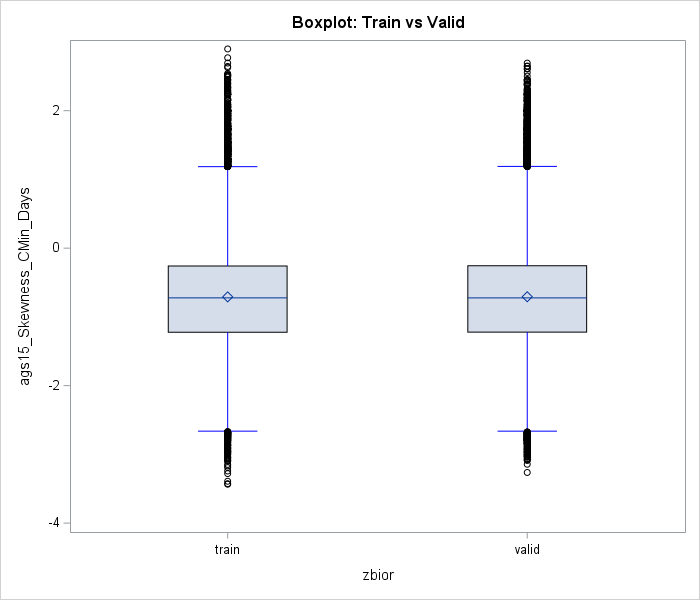 Boxplot: Train vs Valid
ags15_Skewness_CMin_Days
2
0
-2
-4
train
valid
zbior